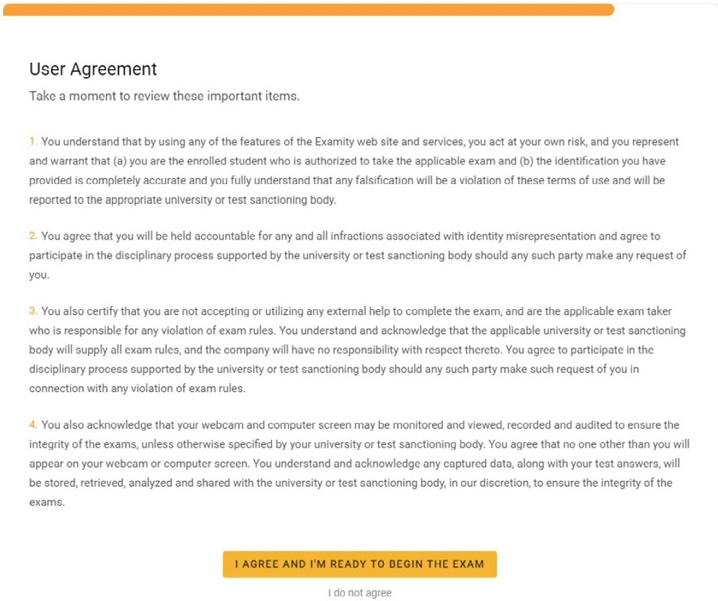 User Agreement
Take a moment to review these important items.
1. You understand that by using any of the features of the Examity web site and services, you act at your own risk, and you represent
and warrant that (a) you are the enrolled student who is authorized to take the applicable exam and (b) the identification you have
provided is completely accurate and you fully understand that any falsification will be a violation of these terms of use and will be
reported to the appropriate university or test sanctioning body.
2. You agree that you will be held accountable for any and all infractions associated with identity misrepresentation and agree to
participate in the disciplinary process supported by the university or test sanctioning body should any such party make any request of
you.
3. You also certify that you are not accepting or utilizing any external help to complete the exam, and are the applicable exam taker
who is responsible for any violation of exam rules. You understand and acknowledge that the applicable university or test sanctioning
body will supply all exam rules, and the company will have no responsibility with respect thereto. You agree to participate in the
disciplinary process supported by the university or test sanctioning body should any such party make such request of you in
connection with any violation of exam rules.
4. You also acknowledge that your webcam and computer screen may be monitored and viewed, recorded and audited to ensure the
integrity of the exams, unless otherwise specified by your university or test sanctioning body. You agree that no one other than you will
appear on your webcam or computer screen. You understand and acknowledge any captured data, along with your test answers, will
be stored, retrieved, analyzed and shared with the university or test sanctioning body, in our discretion, to ensure the integrity of the
exams.
I AGREE AND I'M READY TO BEGIN THE EXAM
I do not agree